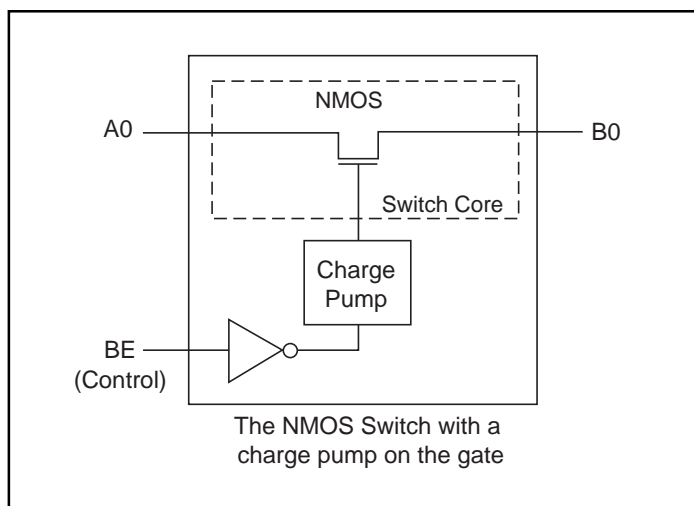 NMOS
A0
B0
Switch Core
Charge
Pump
BE
(Control)
The NMOS Switch with a
charge pump on the gate